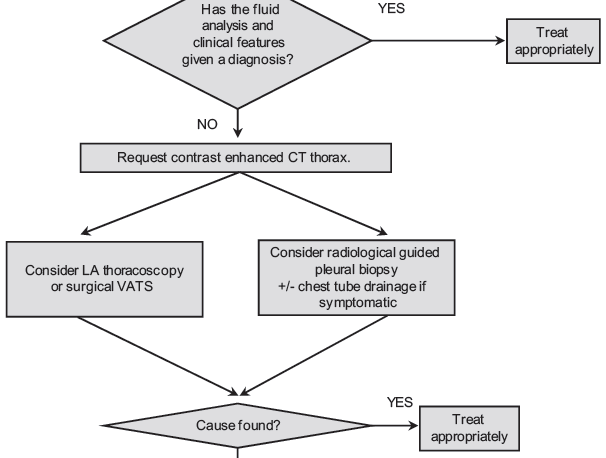 Has the fluid
analysis and
clinical features
given a diagnosis?
YES
Treat
appropriately
NO
Request contrast enhanced CT thorax.
Consider LA thoracoscopy
or surgical VATS
Consider radiological guided
pleural biopsy
+/- chest tube drainage if
symptomatic
Cause found?
YES
Treat
appropriately